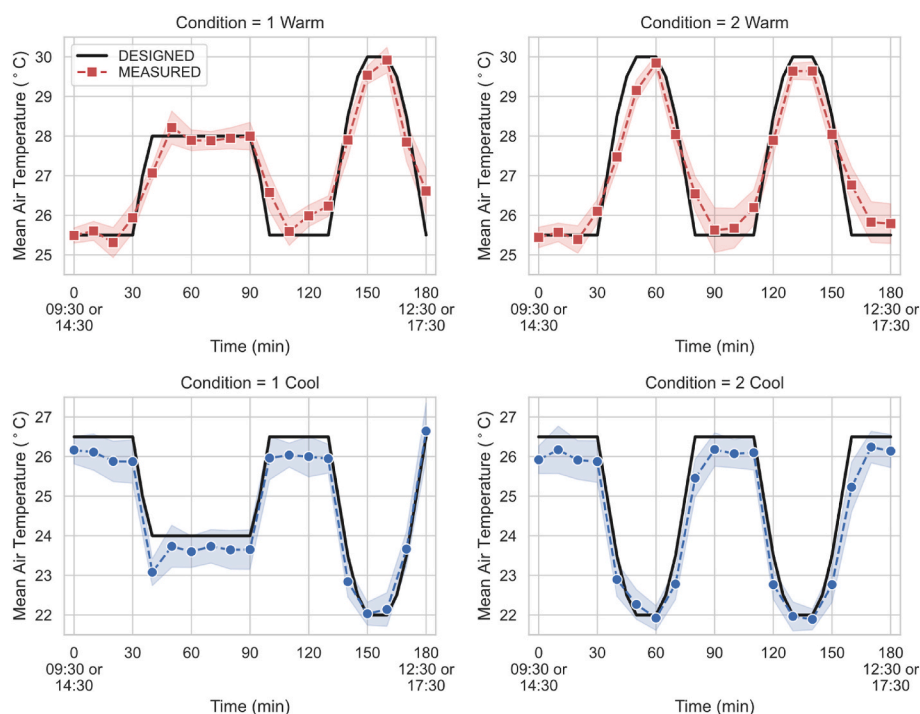 Condition = 1 Warm
Mean Air Temperature (°C)
30
29
28
27
26
25
DESIGNED
MEASURED
0 30 60 90 120 150 180
09:30 or 12:30 or
14:30 17:30
Time (min)
Condition = 2 Warm
Mean Air Temperature (°C)
30
29
28
27
26
25
0 30 60 90 120 150 180
09:30 or 12:30 or
14:30 17:30
Time (min)
Condition = 1 Cool
Mean Air Temperature (°C)
27
26
25
24
23
22
0 30 60 90 120 150 180
09:30 or 12:30 or
14:30 17:30
Time (min)
Condition = 2 Cool
Mean Air Temperature (°C)
27
26
25
24
23
22
0 30 60 90 120 150 180
09:30 or 12:30 or
14:30 17:30
Time (min)